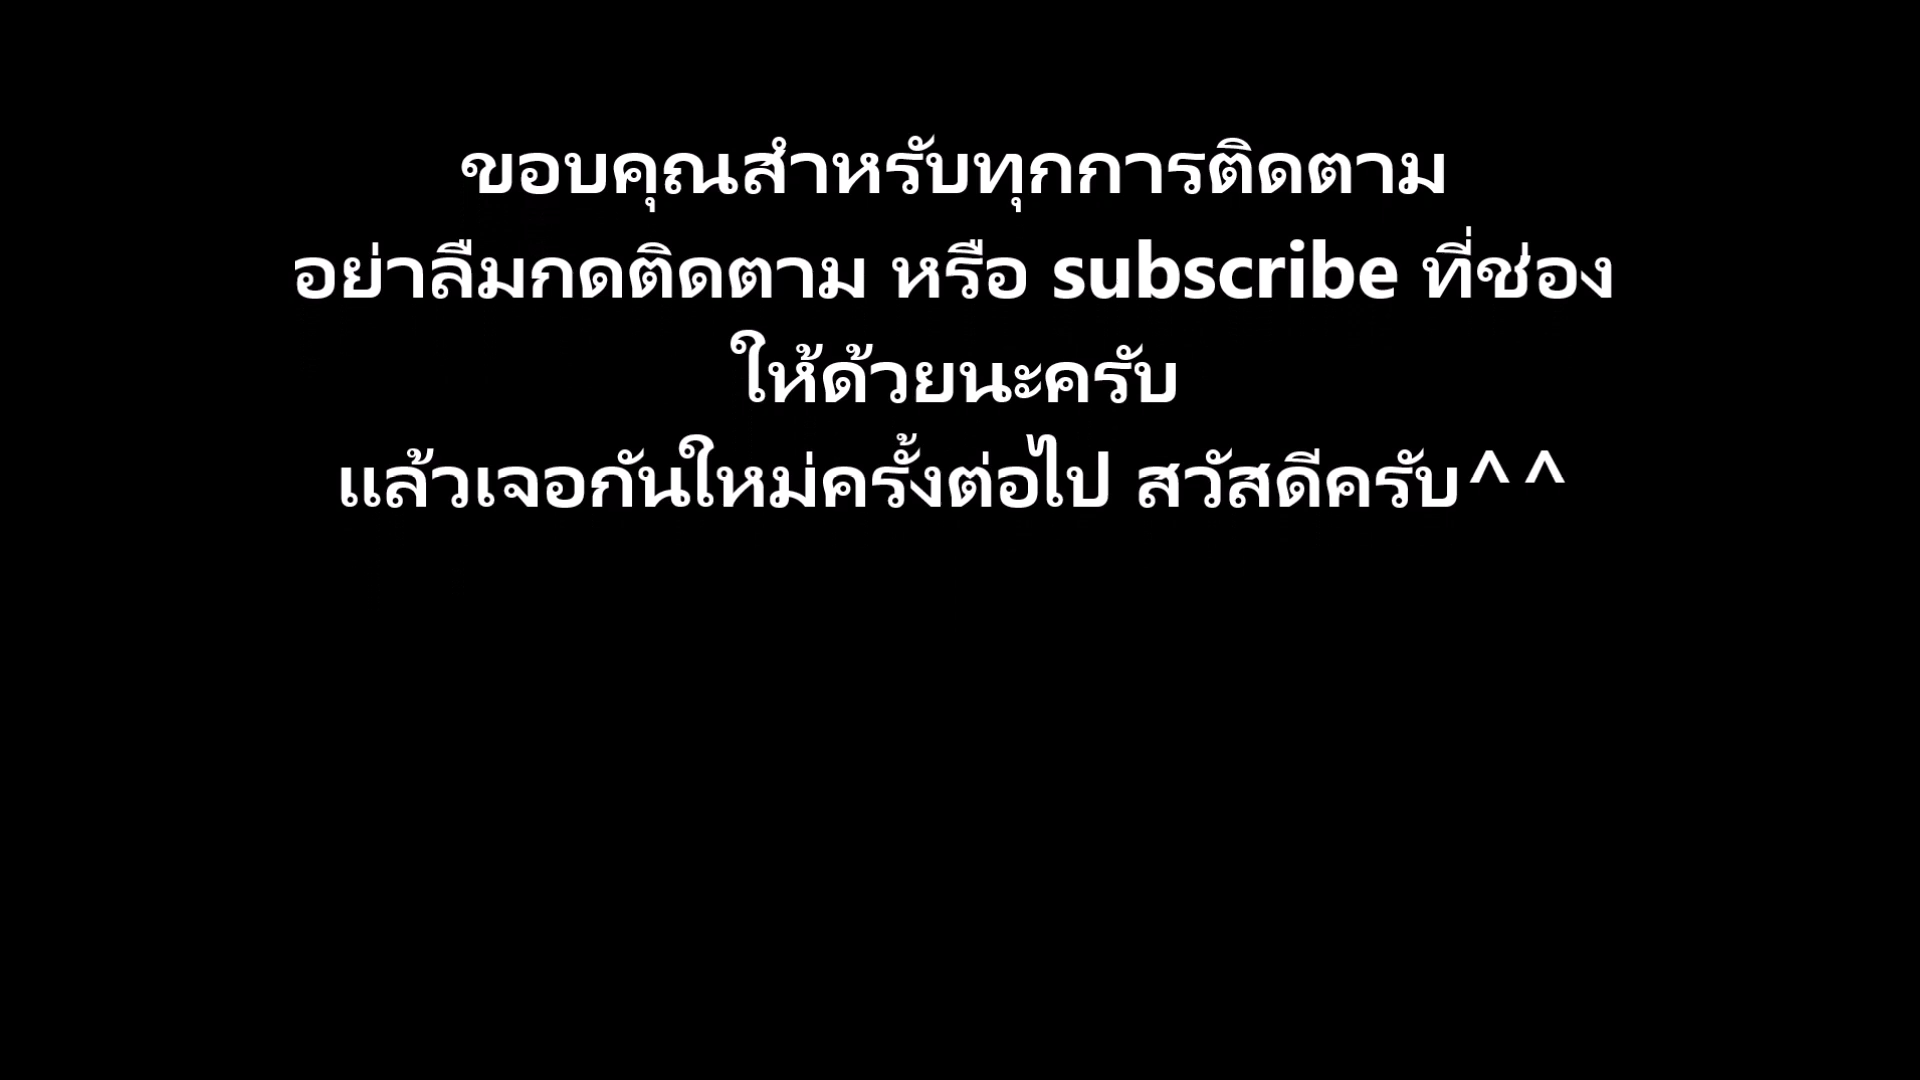 ขอบคุณสำหรับทุกการติดตาม
อย่าลืมกดติดตาม หรือ subscribe ที่ช่อง
ให้ด้วยนะครับ
แล้วเจอกันใหม่ครั้งต่อไป สวัสดีครับ^^